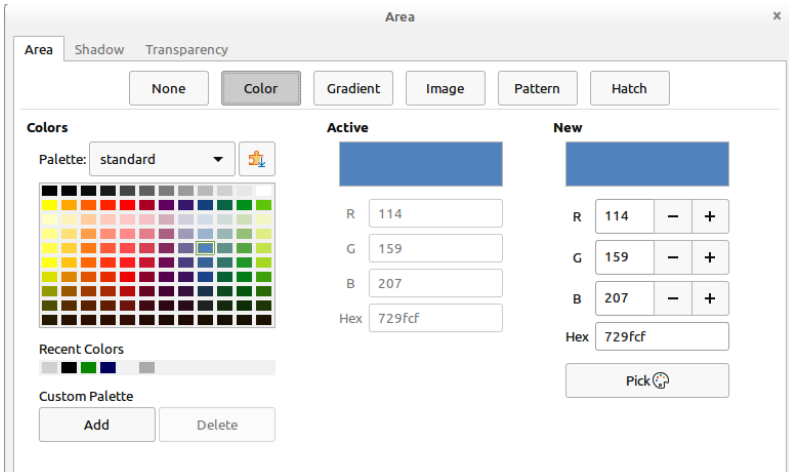 Area
Area Shadow Transparency
None Color Gradient Image Pattern Hatch
Colors
Palette: standard
Recent Colors
Custom Palette
Add Delete
Active
R 114
G 159
B 207
Hex 729fcf
New
R 114 − +
G 159 − +
B 207 − +
Hex 729fcf
Pick